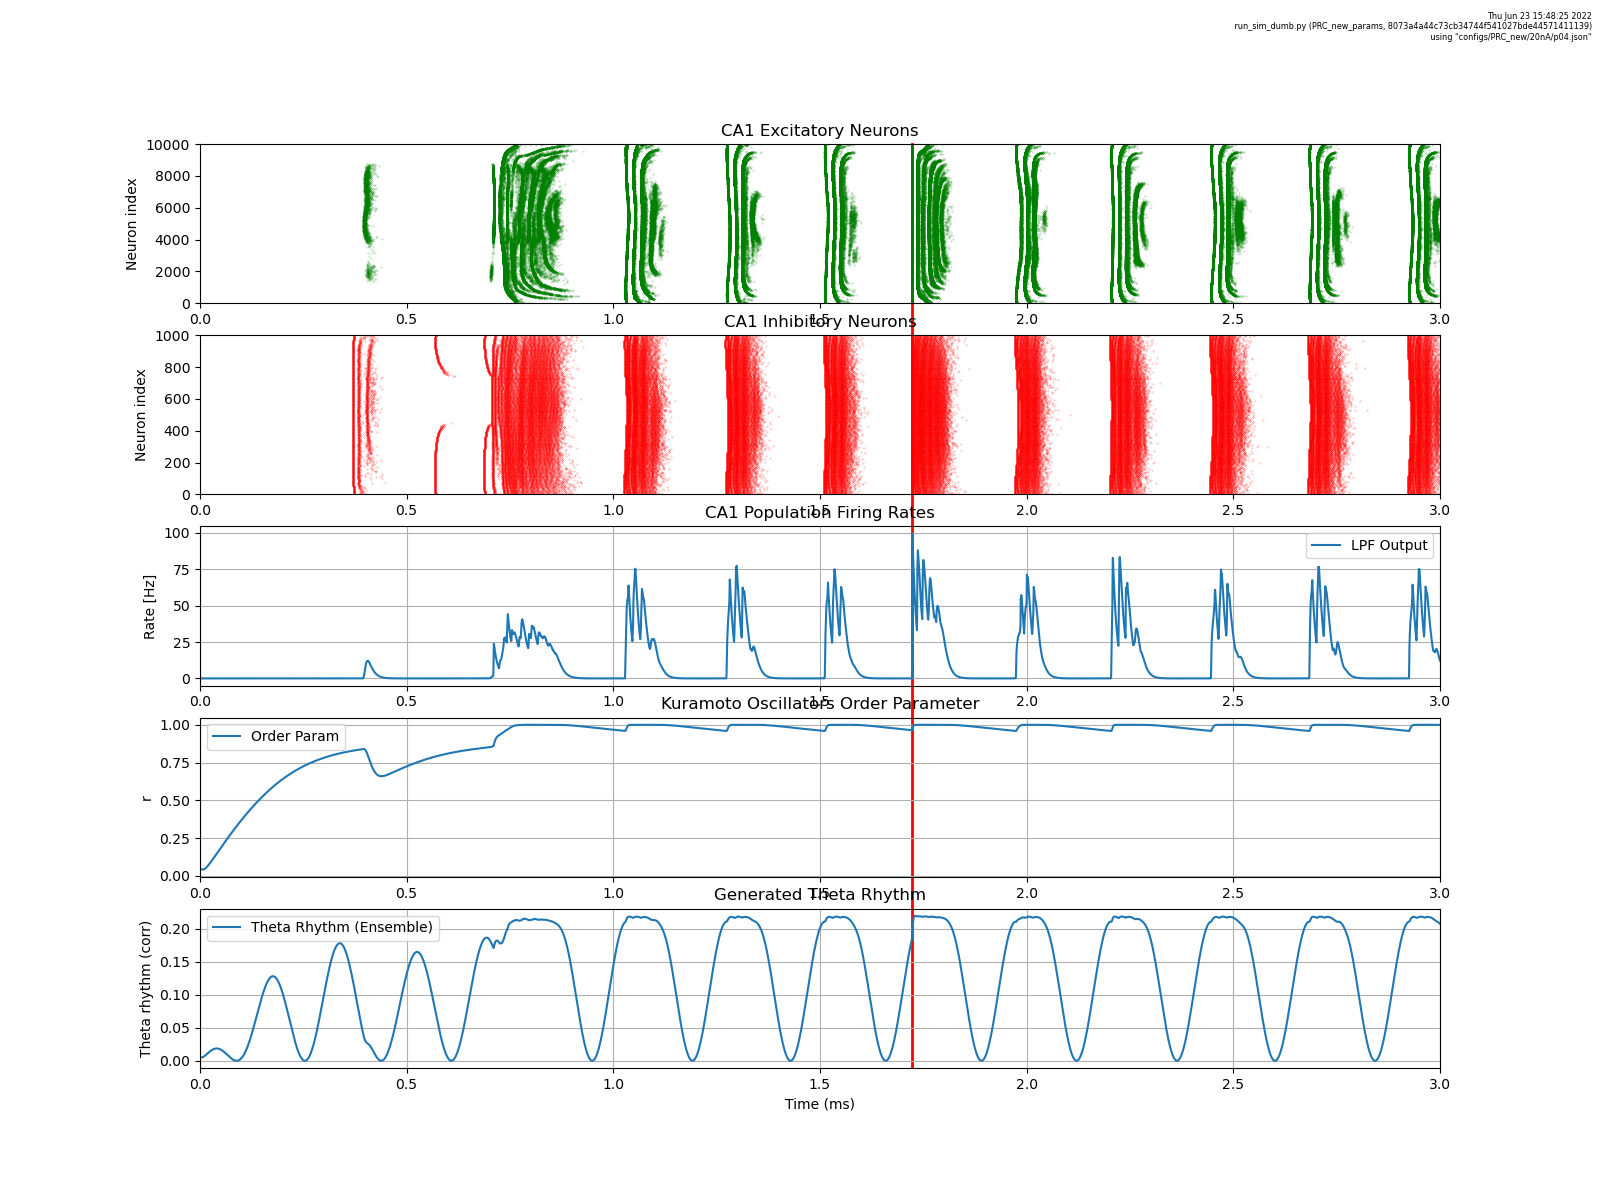 Thu Jun 23 15:48:25 2022
run_sim_dumb.py (PRC_new_params, 8073a4a44c73cb34744f541027bde44571411139)
using "configs/PRC_new/20nA/p04.json"
CA1 Excitatory Neurons
Neuron index
10000
8000
6000
4000
2000
0
0.0 0.5 1.0 1.5 2.0 2.5 3.0
CA1 Inhibitory Neurons
Neuron index
1000
800
600
400
200
0
0.0 0.5 1.0 1.5 2.0 2.5 3.0
CA1 Population Firing Rates
Rate [Hz]
100
75
50
25
0
LPF Output
0.0 0.5 1.0 1.5 2.0 2.5 3.0
Kuramoto Oscillators Order Parameter
r
1.00
0.75
0.50
0.25
0.00
Order Param
0.0 0.5 1.0 1.5 2.0 2.5 3.0
Generated Theta Rhythm
Theta rhythm (corr)
0.20
0.15
0.10
0.05
0.00
Theta Rhythm (Ensemble)
0.0 0.5 1.0 1.5 2.0 2.5 3.0
Time (ms)